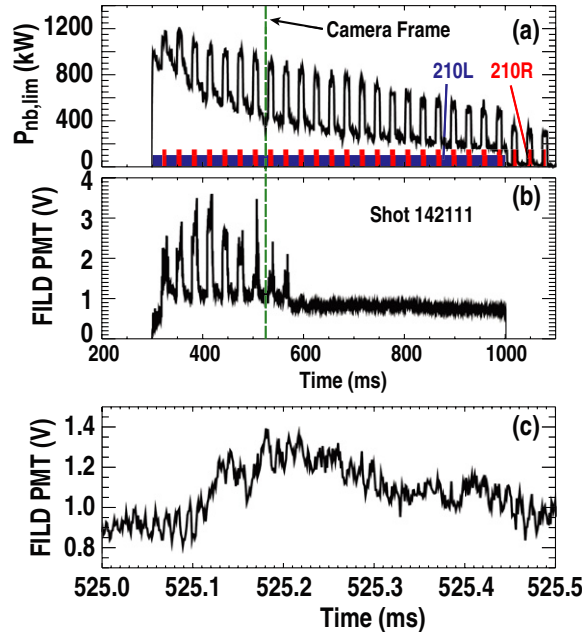 1200
Camera Frame
(a)
800
210L
210R
400
0
P_nb,lim (kW)
4
(b)
3
Shot 142111
2
1
0
FILD PMT (V)
200 400 600 800 1000
Time (ms)
1.4
(c)
1.2
1.0
0.8
FILD PMT (V)
525.0 525.1 525.2 525.3 525.4 525.5
Time (ms)